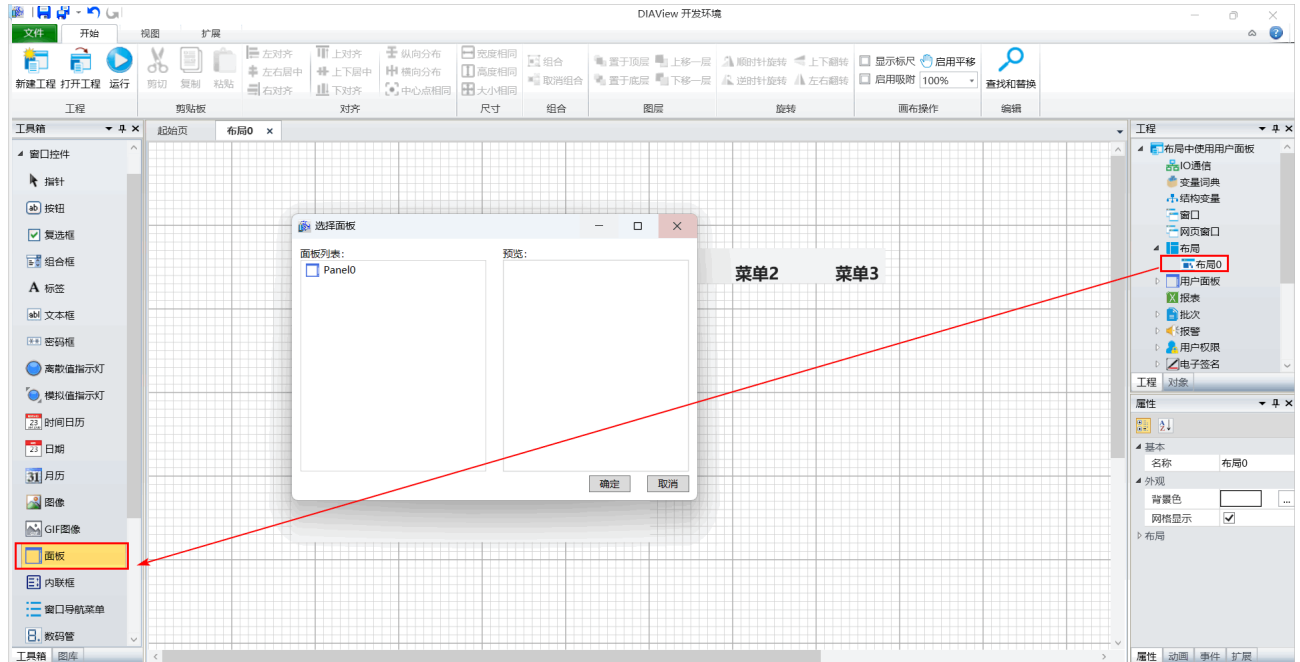 DIAView 开发环境
文件 开始 视图 扩展
新建工程 打开工程 运行
工程
剪切 复制 粘贴
剪贴板
左对齐 上对齐 纵向分布
左右居中 上下居中 横向分布
右对齐 下对齐 中心点相同
对齐
宽度相同
高度相同
大小相同
尺寸
组合
取消组合
组合
置于顶层 上移一层
置于底层 下移一层
图层
顺时针旋转 上下翻转
逆时针旋转 左右翻转
旋转
显示标尺 启用平移
启用吸附 100%
画布操作
查找和替换
编辑
工具箱
窗口控件
指针
ab 按钮
复选框
组合框
A 标签
abl 文本框
** 密码框
离散值指示灯
模拟值指示灯
23 时间日历
23 日期
31 月历
图像
GIF图像
面板
内联框
窗口导航菜单
8. 数码管
工具箱 图库
起始页 布局0
选择面板
面板列表:
Panel0
预览:
确定 取消
菜单2 菜单3
工程
布局中使用用户面板
IO通信
变量词典
结构变量
窗口
网页窗口
布局
布局0
用户面板
报表
批次
报警
用户权限
电子签名
工程 对象
属性
基本
名称 布局0
外观
背景色 ...
网格显示
布局
属性 动画 事件 扩展